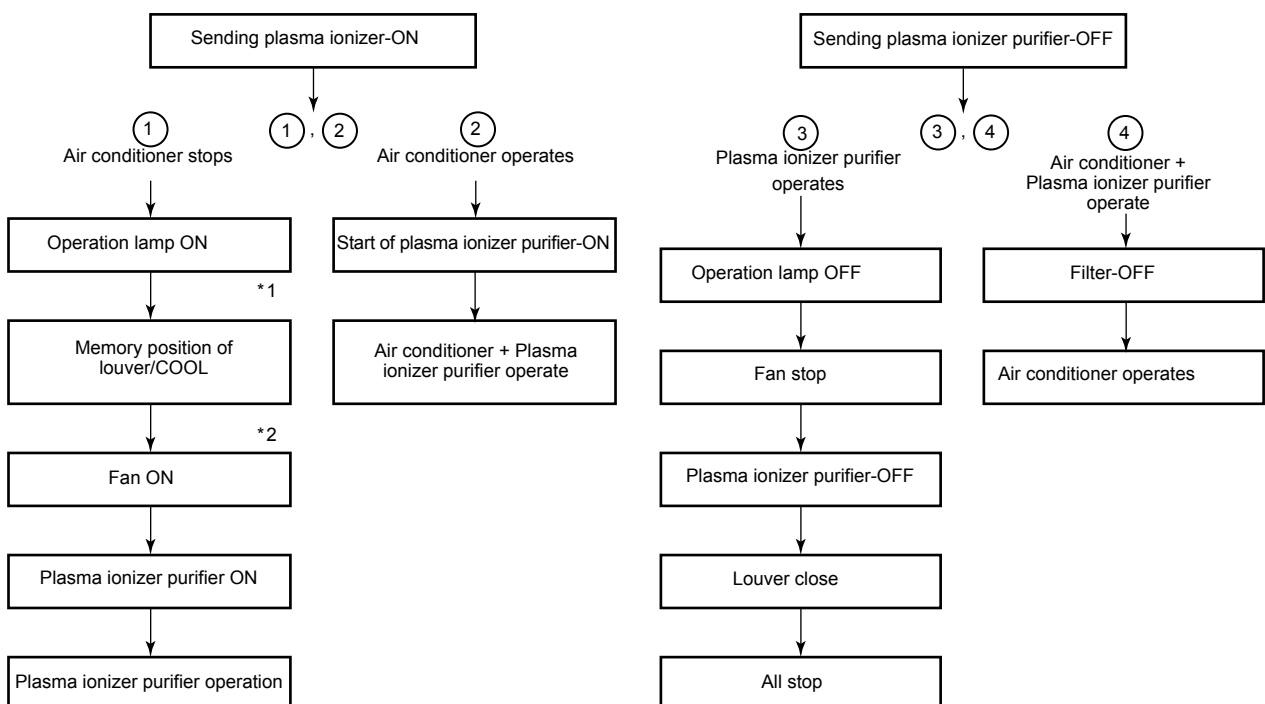 Sending plasma ionizer-ON
1 , 2
1
Air conditioner stops
Operation lamp ON
*1
Memory position of
louver/COOL
*2
Fan ON
Plasma ionizer purifier ON
Plasma ionizer purifier operation
2
Air conditioner operates
Start of plasma ionizer purifier-ON
Air conditioner + Plasma
ionizer purifier operate
Sending plasma ionizer purifier-OFF
3 , 4
3
Plasma ionizer purifier
operates
Operation lamp OFF
Fan stop
Plasma ionizer purifier-OFF
Louver close
All stop
4
Air conditioner +
Plasma ionizer purifier
operate
Filter-OFF
Air conditioner operates